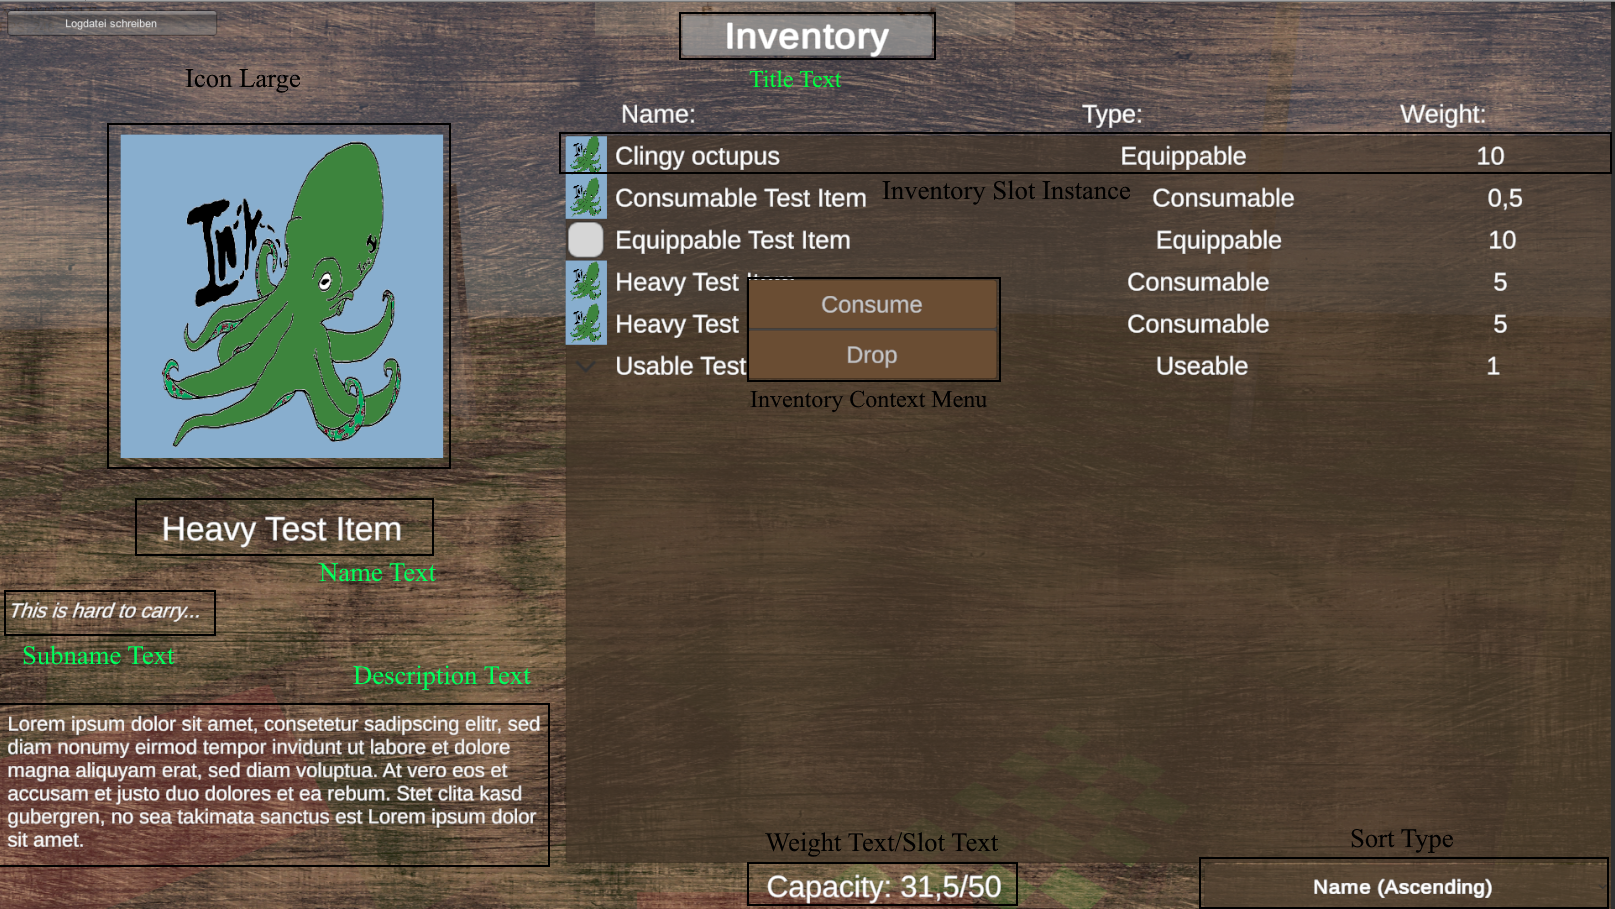 Logdatei schreiben
Inventory
Icon Large
Title Text
Name: Type: Weight:
Clingy octupus Equippable 10
Inventory Slot Instance
Consumable Test Item Consumable 0,5
Equippable Test Item Equippable 10
Heavy Test Consumable 5
Heavy Test Consumable 5
Usable Test Useable 1
Consume
Drop
Inventory Context Menu
Ink
Heavy Test Item
Name Text
This is hard to carry...
Subname Text
Description Text
Lorem ipsum dolor sit amet, consetetur sadipscing elitr, sed
diam nonumy eirmod tempor invidunt ut labore et dolore
magna aliquyam erat, sed diam voluptua. At vero eos et
accusam et justo duo dolores et ea rebum. Stet clita kasd
gubergren, no sea takimata sanctus est Lorem ipsum dolor
sit amet.
Weight Text/Slot Text
Capacity: 31,5/50
Sort Type
Name (Ascending)